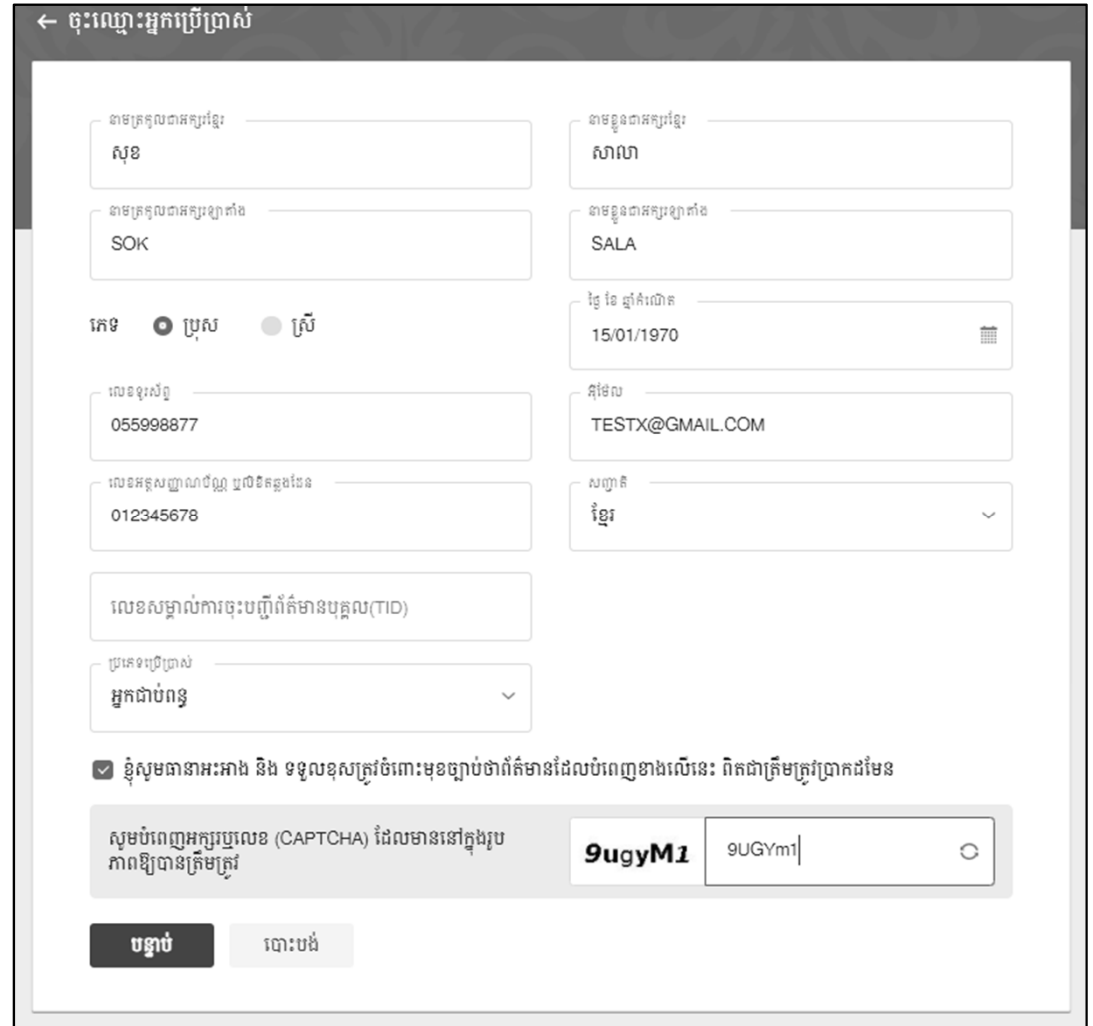 ← ចុះឈ្មោះអ្នកប្រើប្រាស់
នាមត្រកូលជាអក្សរខ្មែរ
សុខ
នាមខ្លួនជាអក្សរខ្មែរ
សាលា
នាមត្រកូលជាអក្សរឡាតាំង
SOK
នាមខ្លួនជាអក្សរឡាតាំង
SALA
ភេទ ប្រុស ស្រី
ថ្ងៃ ខែ ឆ្នាំកំណើត
15/01/1970
លេខទូរស័ព្ទ
055998877
អ៊ីម៉ែល
TESTX@GMAIL.COM
លេខអត្តសញ្ញាណប័ណ្ណ ឬលិខិតឆ្លងដែន
012345678
សញ្ជាតិ
ខ្មែរ
លេខសម្គាល់ការចុះបញ្ជីព័ត៌មានបុគ្គល(TID)
ប្រភេទប្រើប្រាស់
អ្នកជាប់ពន្ធ
ខ្ញុំសូមធានាអះអាង និង ទទួលខុសត្រូវចំពោះមុខច្បាប់ថាព័ត៌មានដែលបំពេញខាងលើនេះ ពិតជាត្រឹមត្រូវប្រាកដមែន
សូមបំពេញអក្សរឬលេខ (CAPTCHA) ដែលមាននៅក្នុងរូប
ភាពឱ្យបានត្រឹមត្រូវ
9ugyM1
9UGYm1
បន្ទាប់
បោះបង់